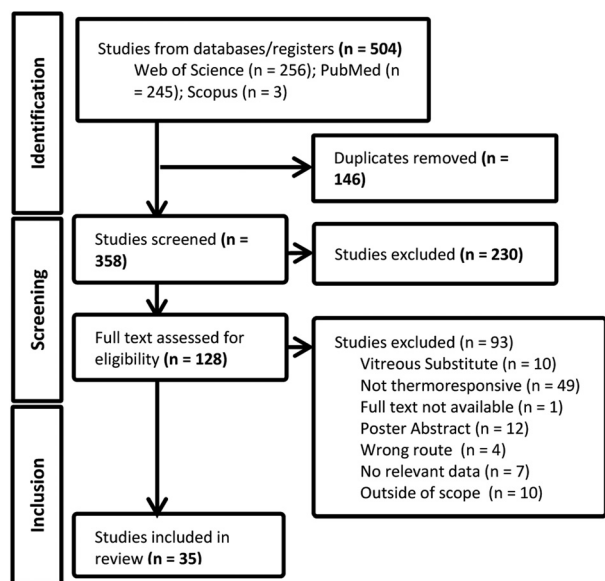 Identification
Studies from databases/registers (n = 504)
Web of Science (n = 256); PubMed (n
= 245); Scopus (n = 3)
Duplicates removed (n =
146)
Screening
Studies screened (n =
358)
Studies excluded (n = 230)
Full text assessed for
eligibility (n = 128)
Studies excluded (n = 93)
Vitreous Substitute (n = 10)
Not thermoresponsive (n = 49)
Full text not available (n = 1)
Poster Abstract (n = 12)
Wrong route (n = 4)
No relevant data (n = 7)
Outside of scope (n = 10)
Inclusion
Studies included in
review (n = 35)